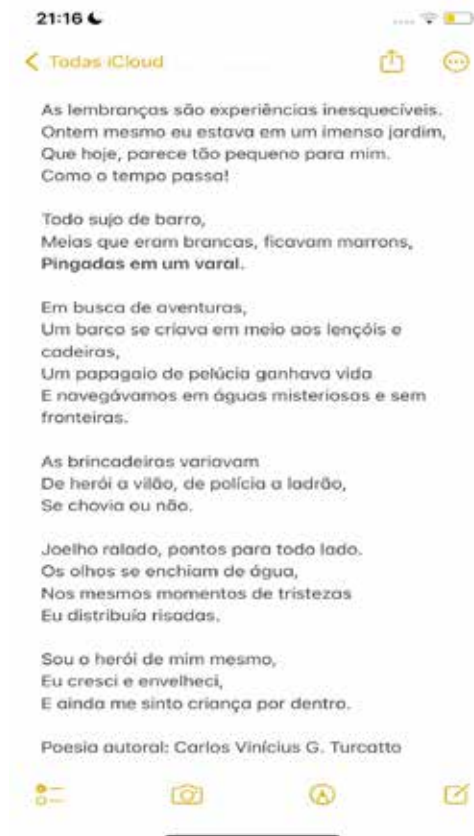 21:16
Todas iCloud
As lembranças são experiências inesquecíveis.
Ontem mesmo eu estava em um imenso jardim,
Que hoje, parece tão pequeno para mim.
Como o tempo passa!
Todo sujo de barro,
Meias que eram brancas, ficavam marrons,
Pingadas em um varal.
Em busca de aventuras,
Um barco se criava em meio aos lençóis e
cadeiras,
Um papagaio de pelúcia ganhava vida
E navegávamos em águas misteriosas e sem
fronteiras.
As brincadeiras variavam
De herói a vilão, de polícia a ladrão,
Se chovia ou não.
Joelho ralado, pontos para todo lado.
Os olhos se enchiam de água,
Nos mesmos momentos de tristezas
Eu distribuía risadas.
Sou o herói de mim mesmo,
Eu cresci e envelheci,
E ainda me sinto criança por dentro.
Poesia autoral: Carlos Vinícius G. Turcatto